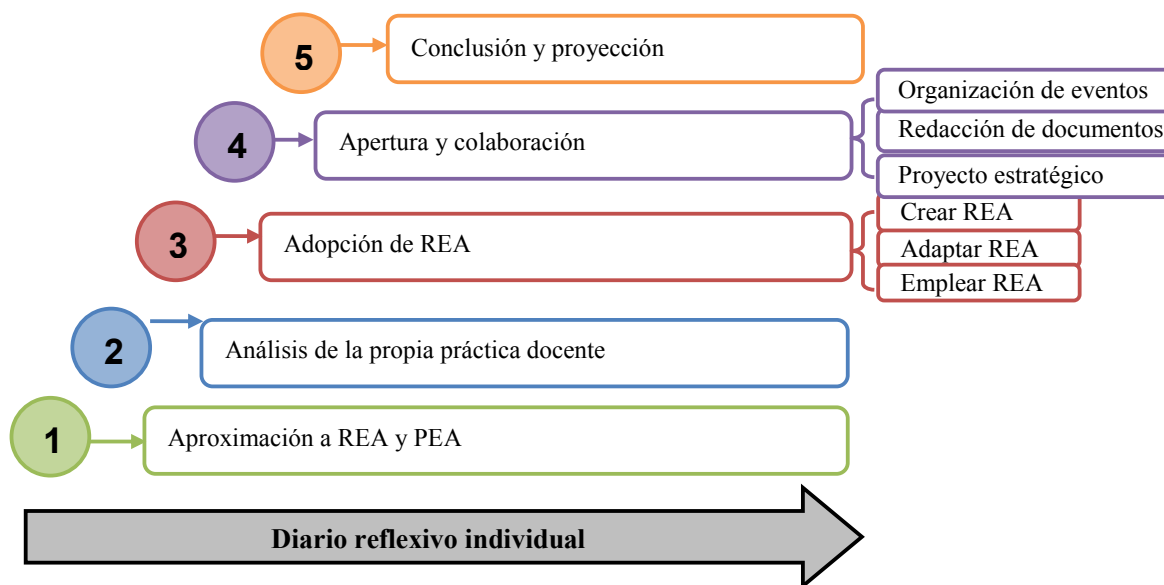 5
Conclusión y proyección
4
Apertura y colaboración
Organización de eventos
Redacción de documentos
Proyecto estratégico
3
Adopción de REA
Crear REA
Adaptar REA
Emplear REA
2
Análisis de la propia práctica docente
1
Aproximación a REA y PEA
Diario reflexivo individual